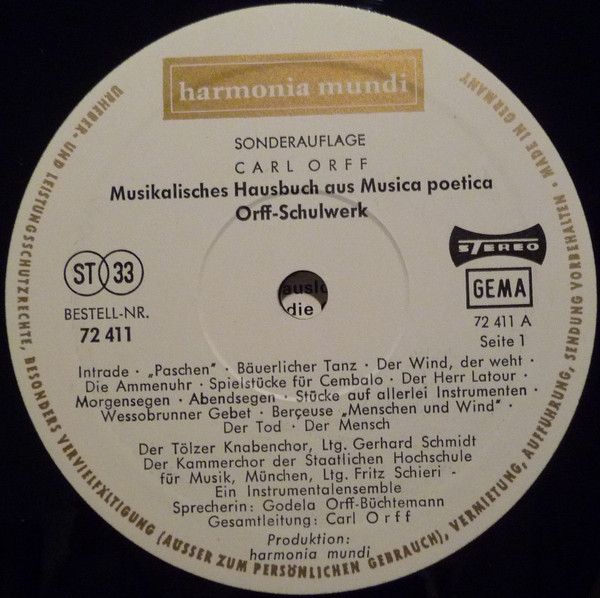 harmonia mundi
SONDERAUFLAGE
CARL ORFF
Musikalisches Hausbuch aus Musica poetica
Orff-Schulwerk
ST 33
STEREO
BESTELL-NR.
72 411
GEMA
72 411 A
Seite 1
die
Intrade · „Paschen" · Bäuerlicher Tanz · Der Wind, der weht ·
Die Ammenuhr · Spielstücke für Cembalo · Der Herr Latour ·
Morgensegen · Abendsegen · Stücke auf allerlei Instrumenten ·
Wessobrunner Gebet · Berçeuse „Menschen und Wind" ·
Der Tod · Der Mensch
Der Tölzer Knabenchor, Ltg. Gerhard Schmidt
Der Kammerchor der Staatlichen Hochschule
für Musik, München, Ltg. Fritz Schieri -
Ein Instrumentalensemble
Sprecherin: Godela Orff-Büchtemann
Gesamtleitung: Carl Orff
Produktion:
harmonia mundi
URHEBER- UND LEISTUNGSSCHUTZRECHTE, BESONDERS VERVIELFÄLTIGUNG (AUSSER ZUM PERSÖNLICHEN GEBRAUCH), VERMIETUNG, AUFFÜHRUNG, SENDUNG VORBEHALTEN · MADE IN GERMANY